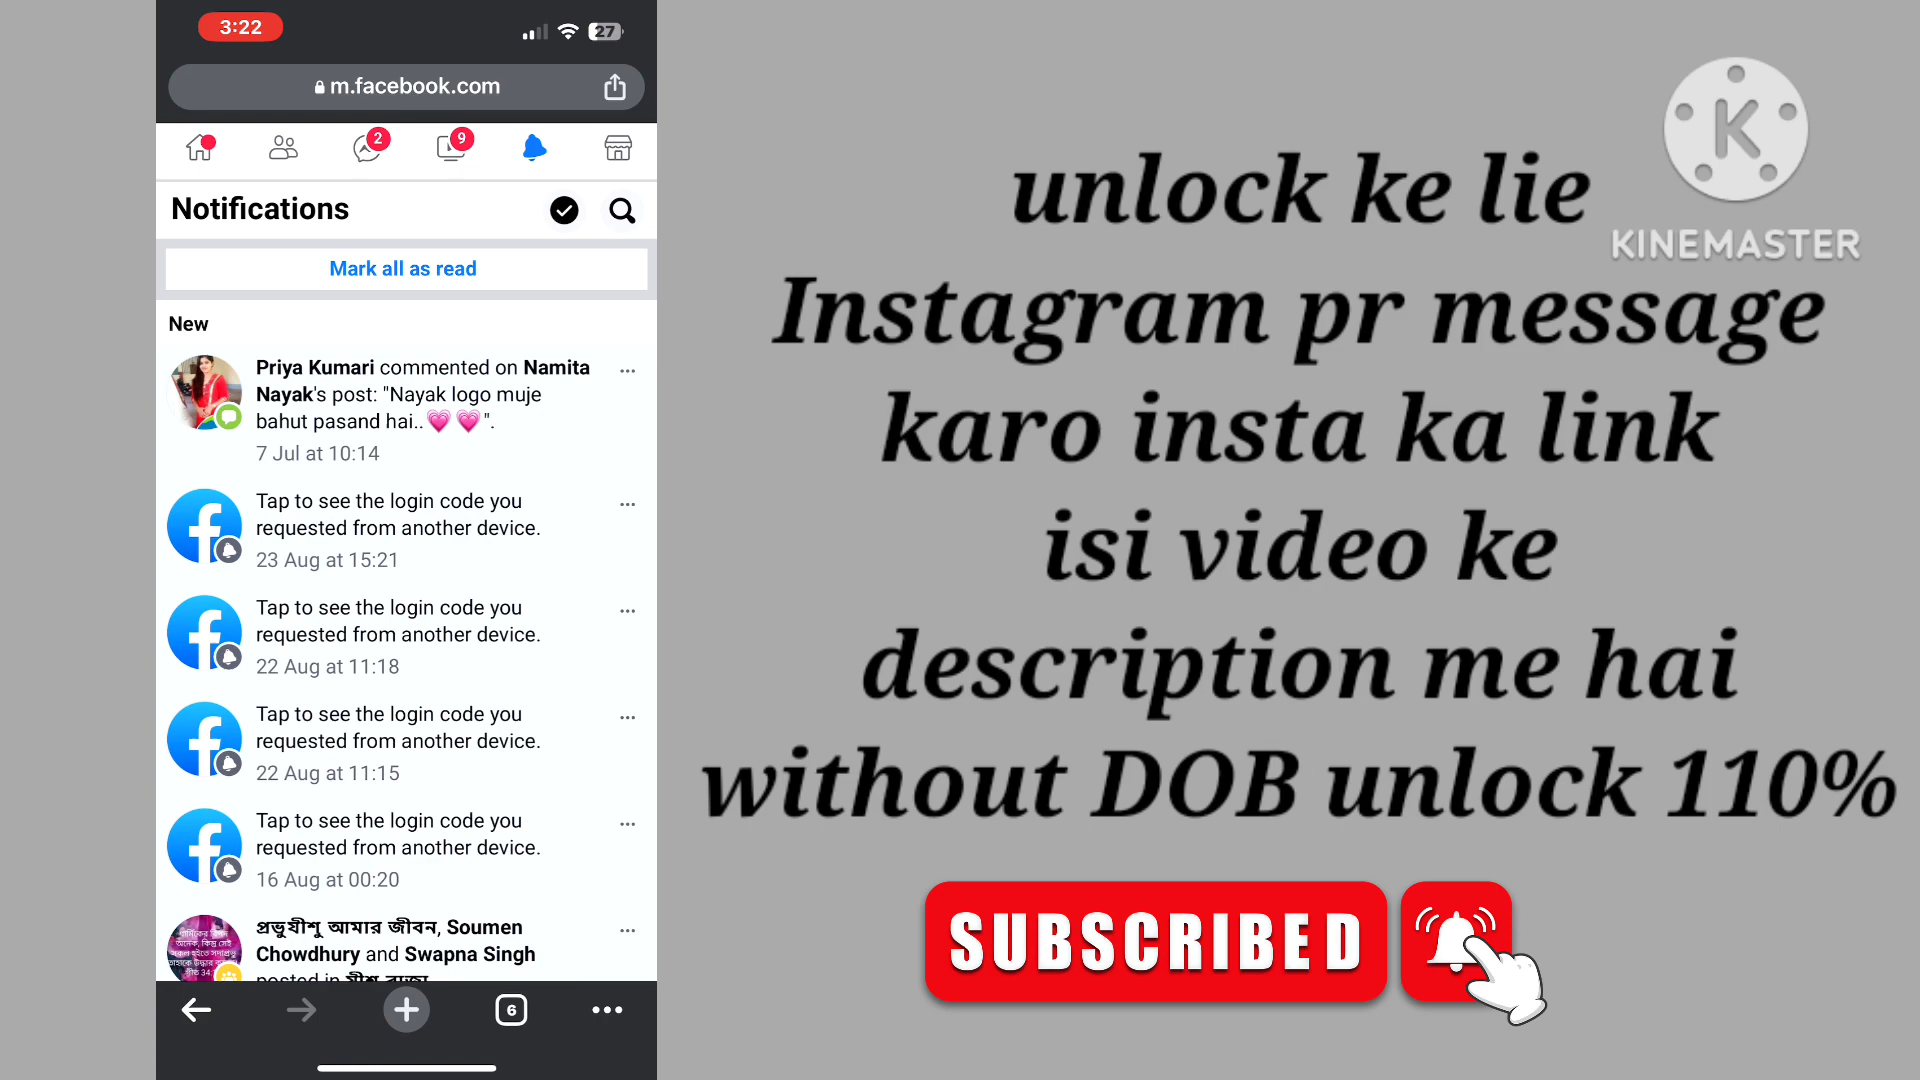 3:22
27
m.facebook.com
2
9
Notifications
Mark all as read
New
Priya Kumari commented on Namita
Nayak's post: "Nayak logo muje
bahut pasand hai..💗 💗 ".
7 Jul at 10:14
Tap to see the login code you
requested from another device.
23 Aug at 15:21
Tap to see the login code you
requested from another device.
22 Aug at 11:18
Tap to see the login code you
requested from another device.
22 Aug at 11:15
Tap to see the login code you
requested from another device.
16 Aug at 00:20
প্রভুযীশু আমার জীবন, Soumen
Chowdhury and Swapna Singh
posted in যীশু রাজা
6
unlock ke lie
Instagram pr message
karo insta ka link
isi video ke
description me hai
without DOB unlock 110%
K
KINEMASTER
SUBSCRIBED